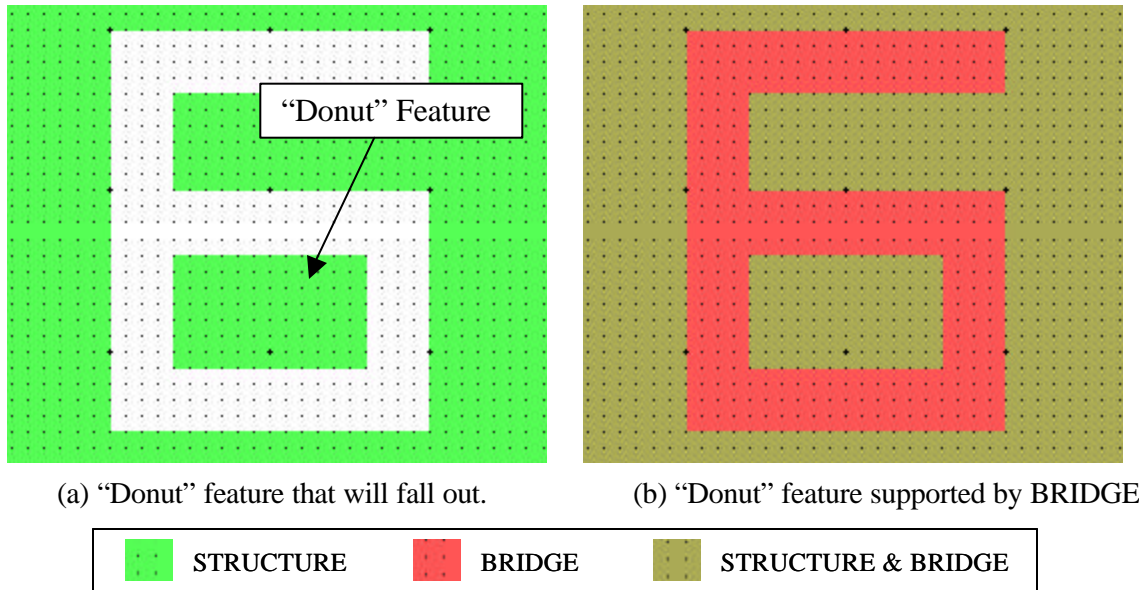 “Donut” Feature
(a) “Donut” feature that will fall out.
(b) “Donut” feature supported by BRIDGE
STRUCTURE
BRIDGE
STRUCTURE & BRIDGE